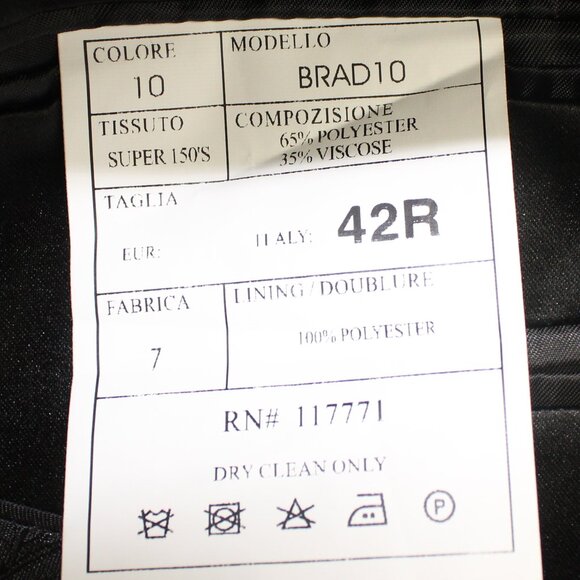 COLORE
10
MODELLO
BRAD10
TISSUTO
SUPER 150'S
COMPOZISIONE
65% POLYESTER
35% VISCOSE
TAGLIA
EUR:
ITALY:
42R
FABRICA
7
LINING/DOUBLURE
100% POLYESTER
RN# 117771
DRY CLEAN ONLY
P